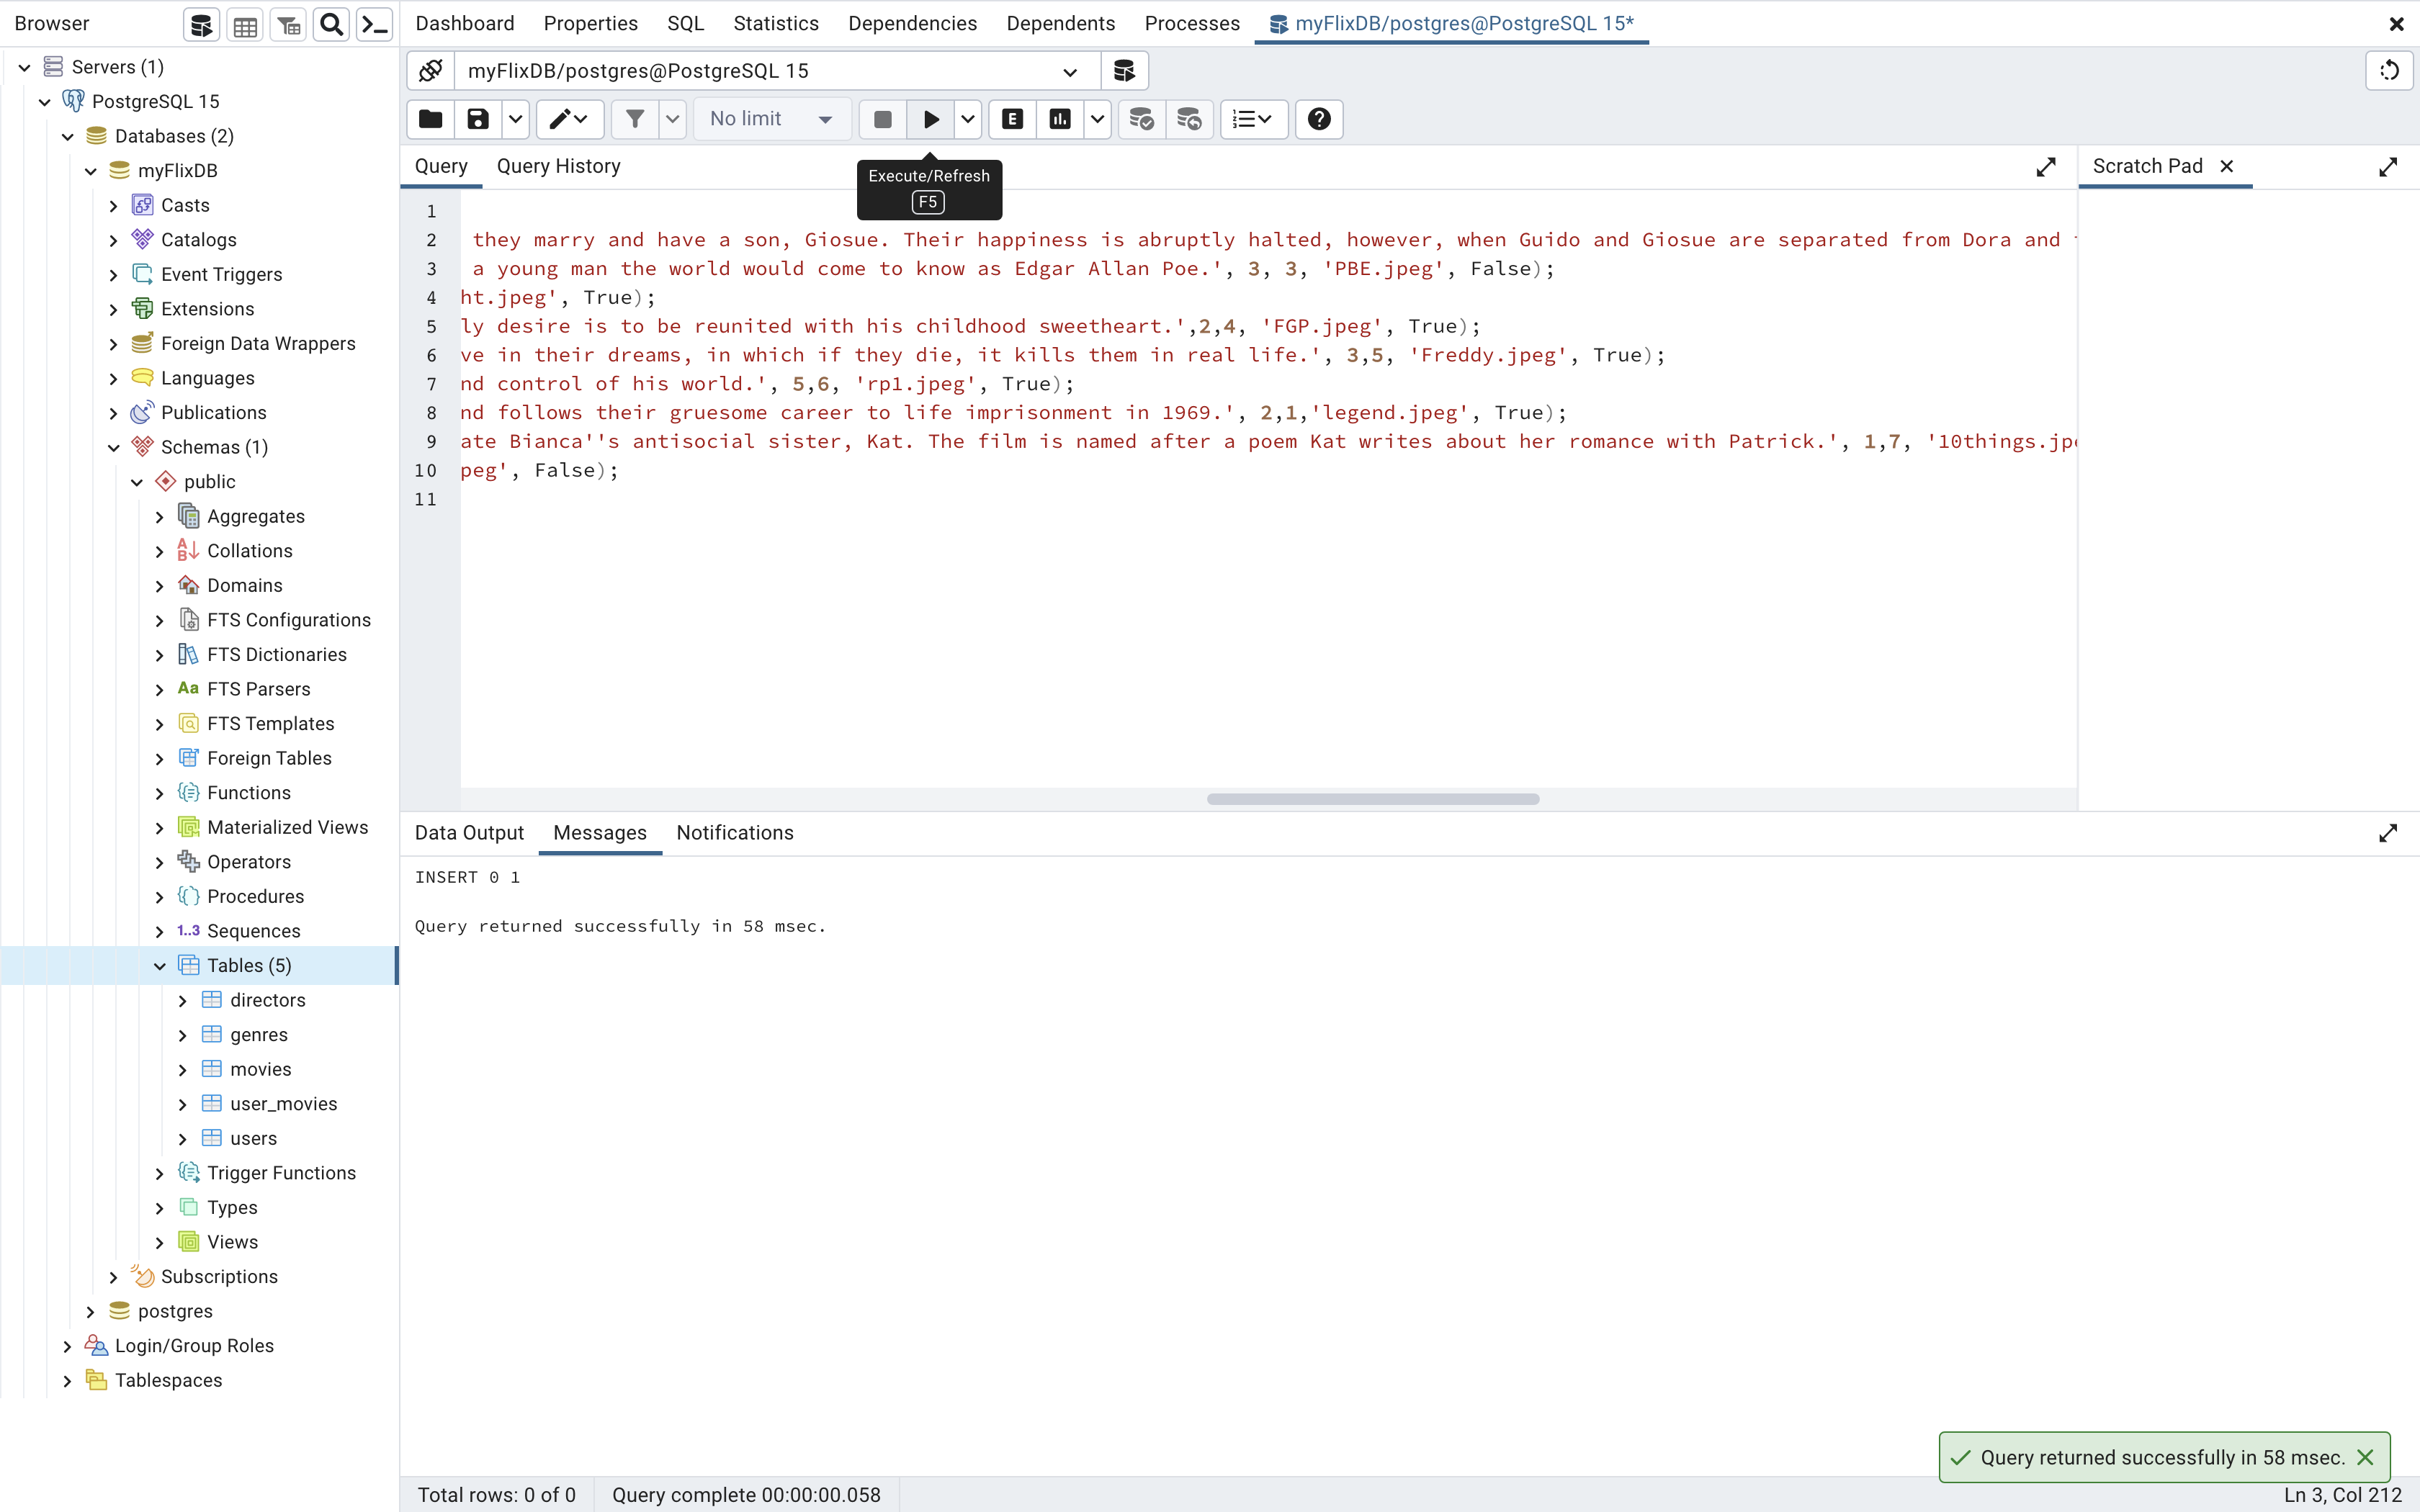 Browser
Dashboard Properties SQL Statistics Dependencies Dependents Processes myFlixDB/postgres@PostgreSQL 15*
Servers (1)
PostgreSQL 15
Databases (2)
myFlixDB
Casts
Catalogs
Event Triggers
Extensions
Foreign Data Wrappers
Languages
Publications
Schemas (1)
public
Aggregates
Collations
Domains
FTS Configurations
FTS Dictionaries
Aa FTS Parsers
FTS Templates
Foreign Tables
Functions
Materialized Views
Operators
Procedures
1..3 Sequences
Tables (5)
directors
genres
movies
user_movies
users
Trigger Functions
Types
Views
Subscriptions
postgres
Login/Group Roles
Tablespaces
myFlixDB/postgres@PostgreSQL 15
No limit
E
Query Query History
Execute/Refresh
F5
Scratch Pad
1
2 they marry and have a son, Giosue. Their happiness is abruptly halted, however, when Guido and Giosue are separated from Dora and
3 a young man the world would come to know as Edgar Allan Poe.', 3, 3, 'PBE.jpeg', False);
4 ht.jpeg', True);
5 ly desire is to be reunited with his childhood sweetheart.',2,4, 'FGP.jpeg', True);
6 ve in their dreams, in which if they die, it kills them in real life.', 3,5, 'Freddy.jpeg', True);
7 nd control of his world.', 5,6, 'rp1.jpeg', True);
8 nd follows their gruesome career to life imprisonment in 1969.', 2,1,'legend.jpeg', True);
9 ate Bianca''s antisocial sister, Kat. The film is named after a poem Kat writes about her romance with Patrick.', 1,7, '10things.jp
10 peg', False);
11
Data Output Messages Notifications
INSERT 0 1
Query returned successfully in 58 msec.
Query returned successfully in 58 msec.
Total rows: 0 of 0 Query complete 00:00:00.058 Ln 3, Col 212